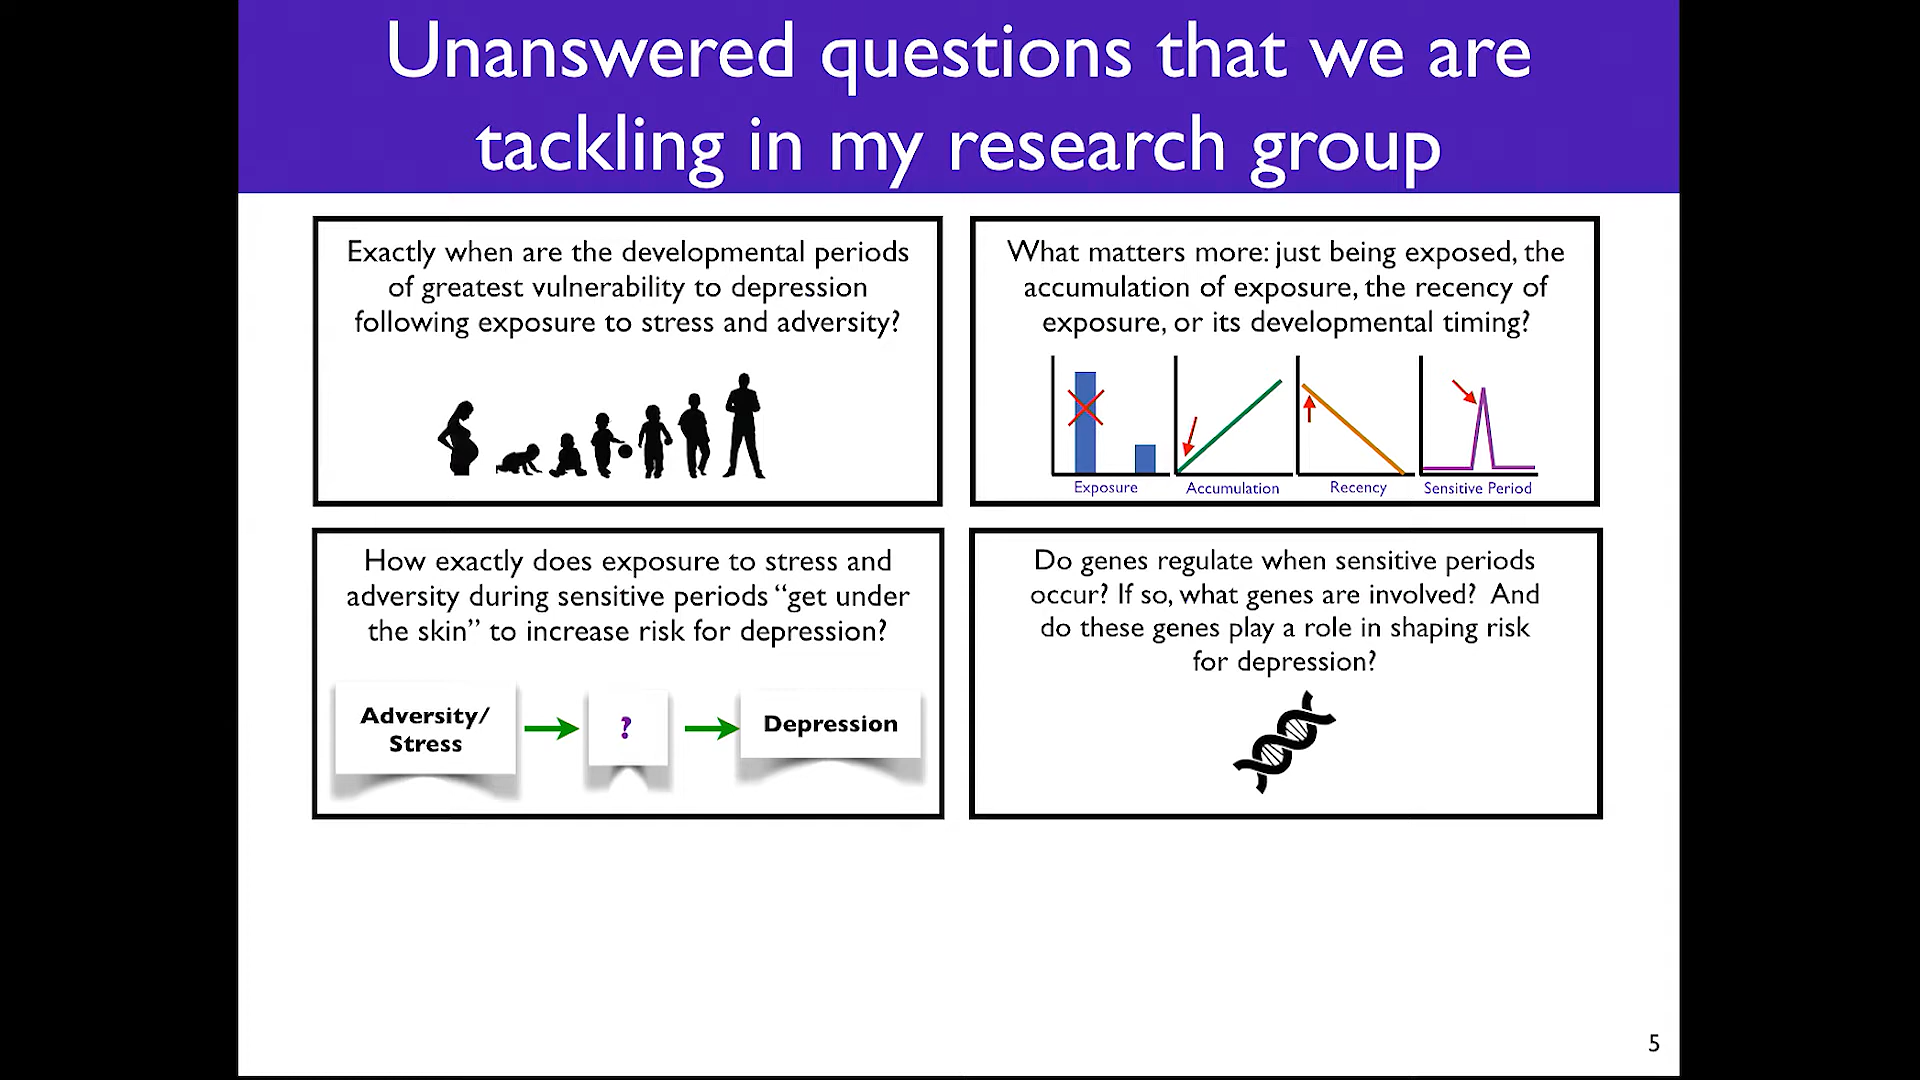 Unanswered questions that we are
tackling in my research group
Exactly when are the developmental periods
of greatest vulnerability to depression
following exposure to stress and adversity?
What matters more: just being exposed, the
accumulation of exposure, the recency of
exposure, or its developmental timing?
Exposure
Accumulation
Recency
Sensitive Period
How exactly does exposure to stress and
adversity during sensitive periods “get under
the skin” to increase risk for depression?
Adversity/
Stress
?
Depression
Do genes regulate when sensitive periods
occur? If so, what genes are involved? And
do these genes play a role in shaping risk
for depression?
5